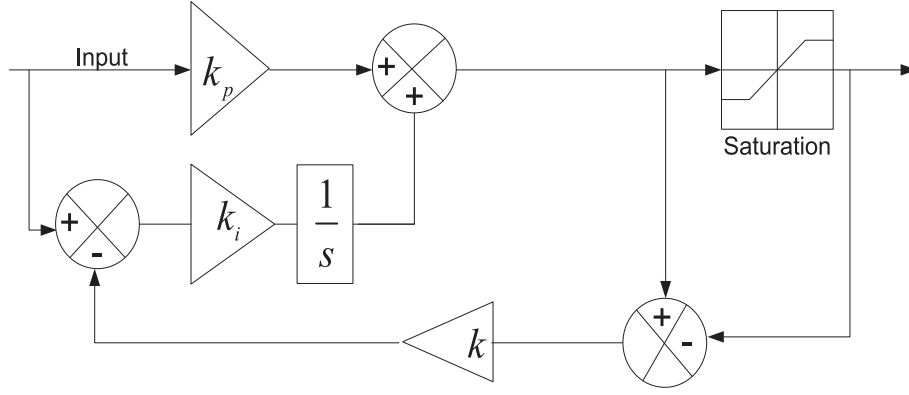 Input
k_p
+
+
Saturation
+
-
k_i
1
s
+
-
k